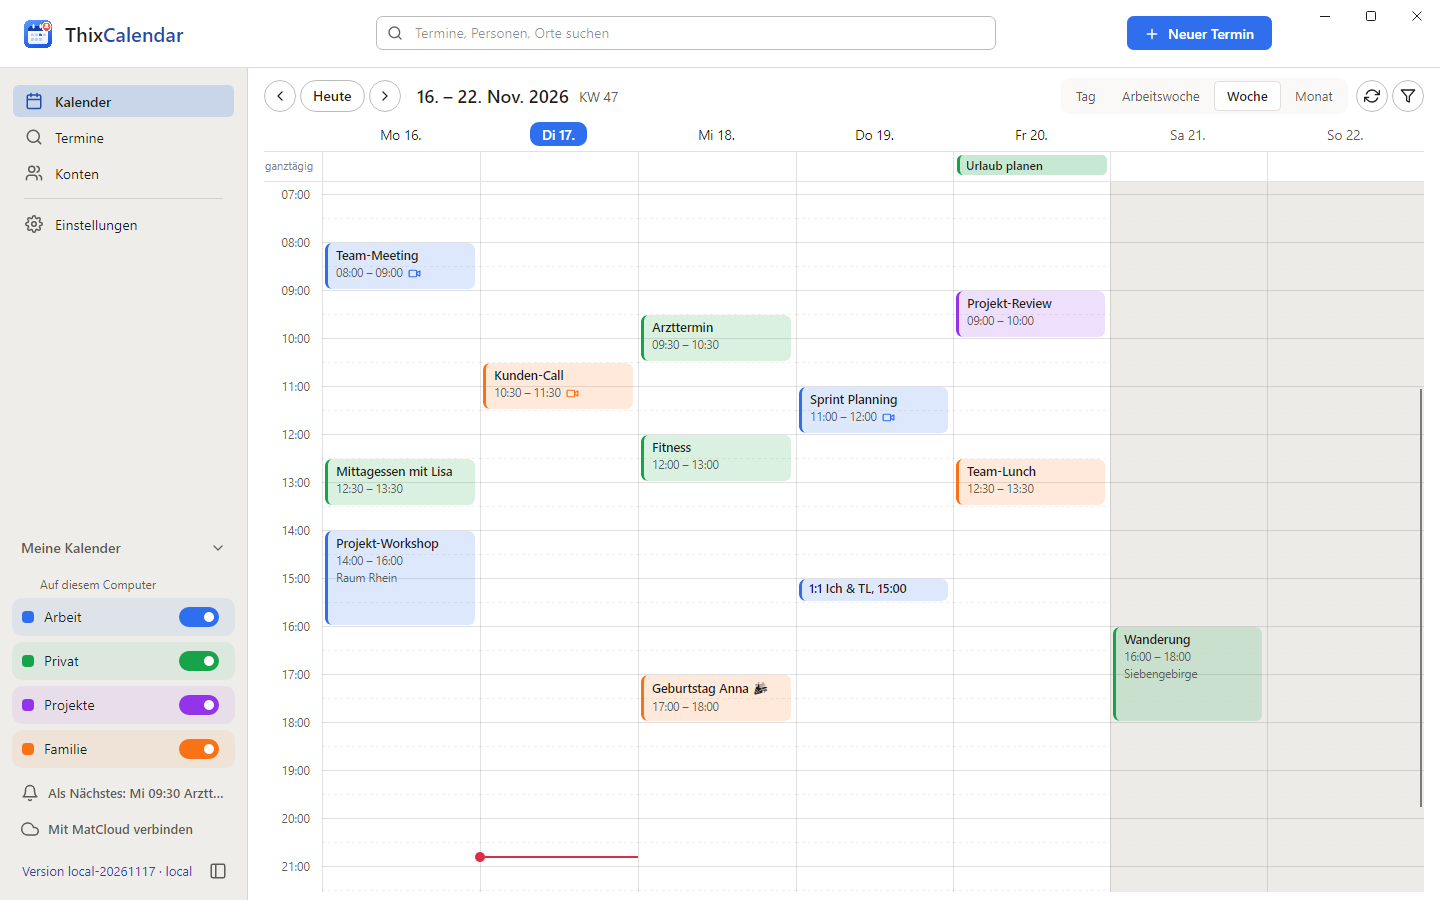 ThixCalendar
Termine, Personen, Orte suchen
Neuer Termin
Kalender
Termine
Konten
Einstellungen
Meine Kalender
Auf diesem Computer
Arbeit
Privat
Projekte
Familie
Als Nächstes: Mi 09:30 Arztt...
Mit MatCloud verbinden
Version local-20261117 · local
Heute
16. – 22. Nov. 2026 KW 47
Tag
Arbeitswoche
Woche
Monat
Mo 16.
Di 17.
Mi 18.
Do 19.
Fr 20.
Sa 21.
So 22.
ganztägig
Urlaub planen
07:00
08:00
09:00
10:00
11:00
12:00
13:00
14:00
15:00
16:00
17:00
18:00
19:00
20:00
21:00
Team-Meeting
08:00 – 09:00
Mittagessen mit Lisa
12:30 – 13:30
Projekt-Workshop
14:00 – 16:00
Raum Rhein
Kunden-Call
10:30 – 11:30
Arzttermin
09:30 – 10:30
Fitness
12:00 – 13:00
Geburtstag Anna 🎉
17:00 – 18:00
Sprint Planning
11:00 – 12:00
1:1 Ich & TL, 15:00
Projekt-Review
09:00 – 10:00
Team-Lunch
12:30 – 13:30
Wanderung
16:00 – 18:00
Siebengebirge